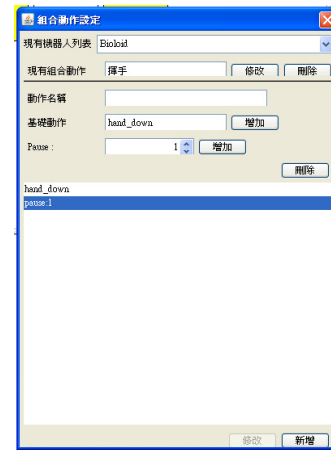 組合動作設定
現有機器人列表 Bioloid
現有組合動作 揮手 修改 刪除
動作名稱
基礎動作 hand_down 增加
Pause : 1 增加
刪除
hand_down
pause:1
修改 新增